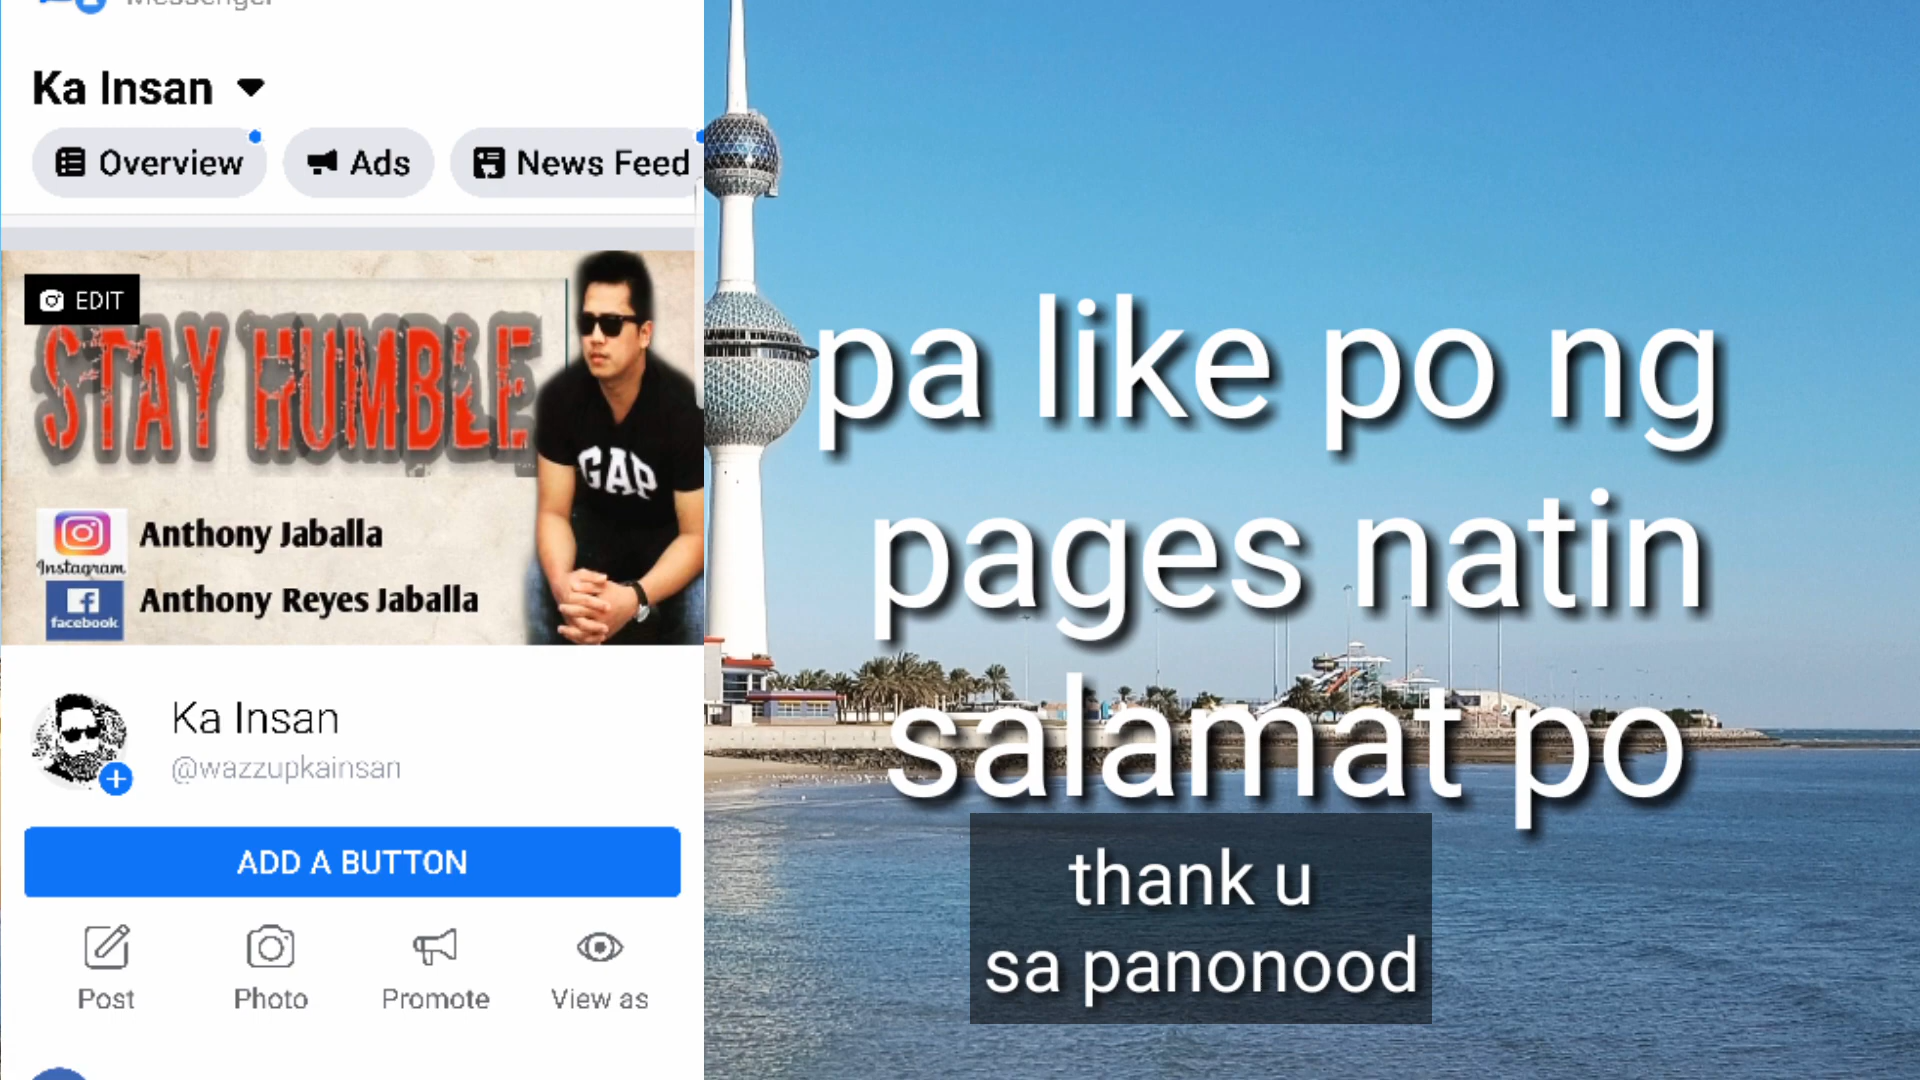 Messenger
Ka Insan
Overview
Ads
News Feed
EDIT
STAY HUMBLE
GAP
Instagram
Anthony Jaballa
facebook
Anthony Reyes Jaballa
Ka Insan
@wazzupkainsan
ADD A BUTTON
Post
Photo
Promote
View as
pa like po ng
pages natin
salamat po
thank u
sa panonood